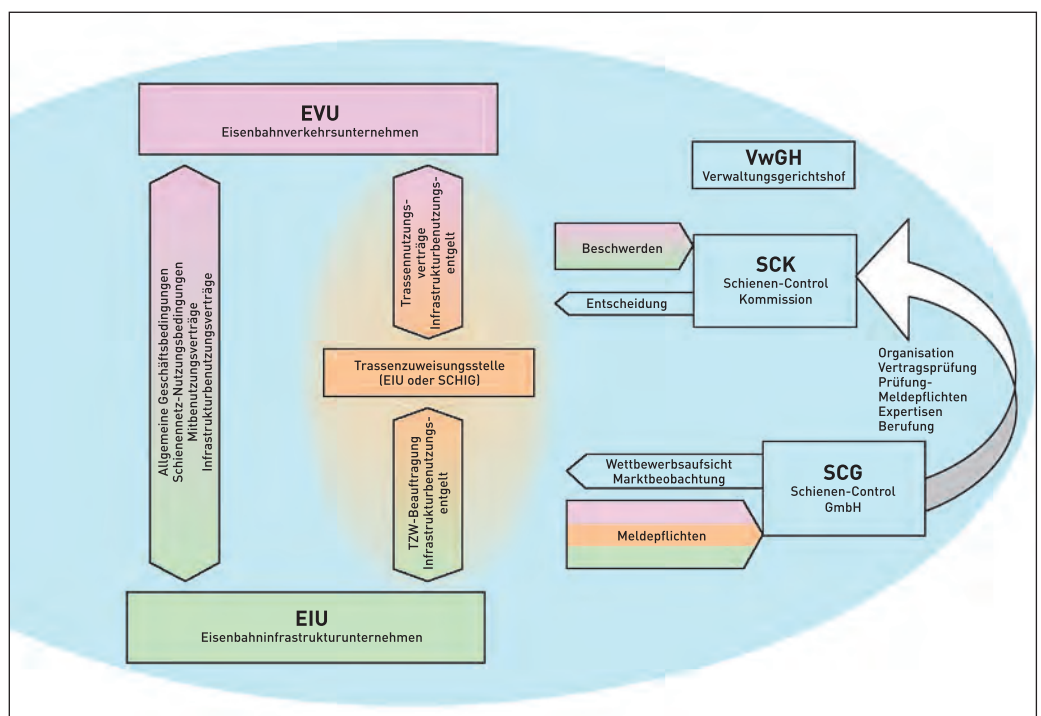 EVU
Eisenbahnverkehrsunternehmen
Allgemeine Geschäftsbedingungen
Schienennetz-Nutzungsbedingungen
Mitbenutzungsverträge
Infrastrukturbenutzungsverträge
Trassennutzungs-
verträge
Infrastrukturbenutzungs-
entgelt
Trassenzuweisungsstelle
(EIU oder SCHIG)
TZW-Beauftragung
Infrastrukturbenutzungs-
entgelt
EIU
Eisenbahninfrastrukturunternehmen
VwGH
Verwaltungsgerichtshof
Beschwerden
SCK
Schienen-Control
Kommission
Entscheidung
Organisation
Vertragsprüfung
Prüfung-
Meldepflichten
Expertisen
Berufung
Wettbewerbsaufsicht
Marktbeobachtung
SCG
Schienen-Control
GmbH
Meldepflichten